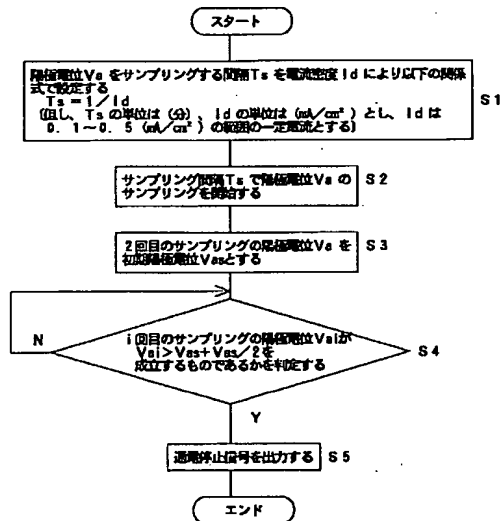 スタート
陽極電位Vaをサンプリングする間隔Tsを電流密度Idにより以下の関係
式で設定する
Ts=1/Id
(但し、Tsの単位は(分)、Idの単位は(mA/cm²)とし、Idは
0.1〜0.5(mA/cm²)の範囲の一定電流とする)
S1
サンプリング間隔Tsで陽極電位Vaの
サンプリングを開始する
S2
2回目のサンプリングの陽極電位Vaを
初期陽極電位Vasとする
S3
i回目のサンプリングの陽極電位Vaiが
Vai>Vas+Vas/2を
成立するものであるかを判定する
S4
N
Y
通電停止信号を出力する
S5
エンド